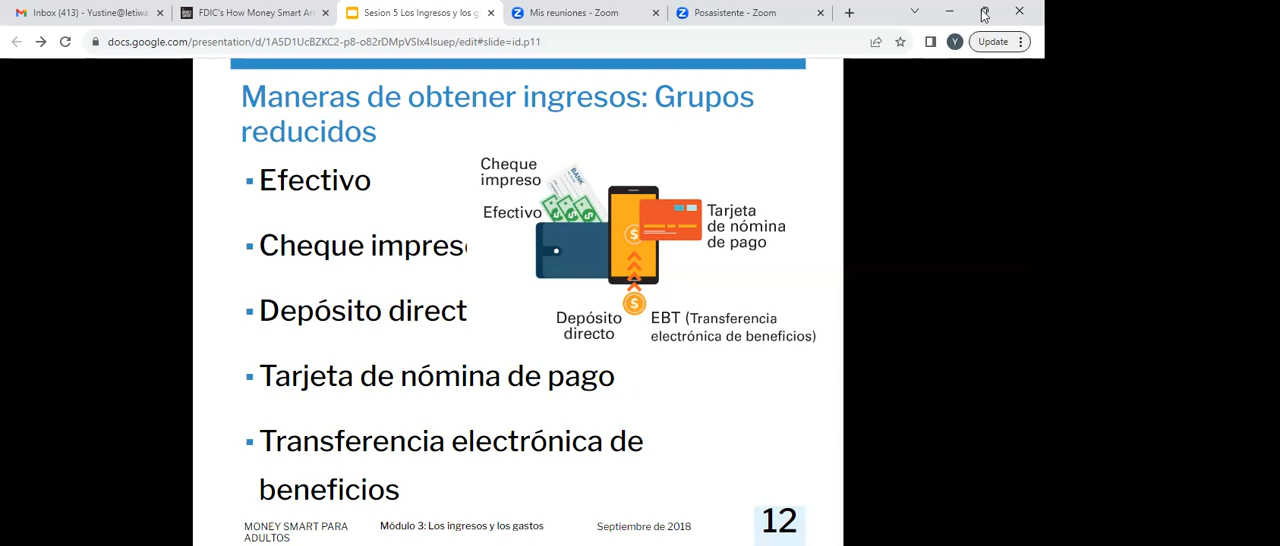 Inbox (413) - Yustine@letiwa
FDIC's How Money Smart Are
Sesion 5 Los Ingresos y los g
Mis reuniones - Zoom
Posasistente - Zoom
docs.google.com/presentation/d/1A5D1UcBZKC2-p8-o82rDMpVSlx4Isuep/edit#slide=id.p11
Y
Update
Maneras de obtener ingresos: Grupos
reducidos
Efectivo
Cheque impreso
Depósito direct
Tarjeta de nómina de pago
Transferencia electrónica de
beneficios
Cheque
impreso
BANK
Efectivo
Tarjeta
de nómina
de pago
Depósito
directo
EBT (Transferencia
electrónica de beneficios)
MONEY SMART PARA
ADULTOS
Módulo 3: Los ingresos y los gastos
Septiembre de 2018
12